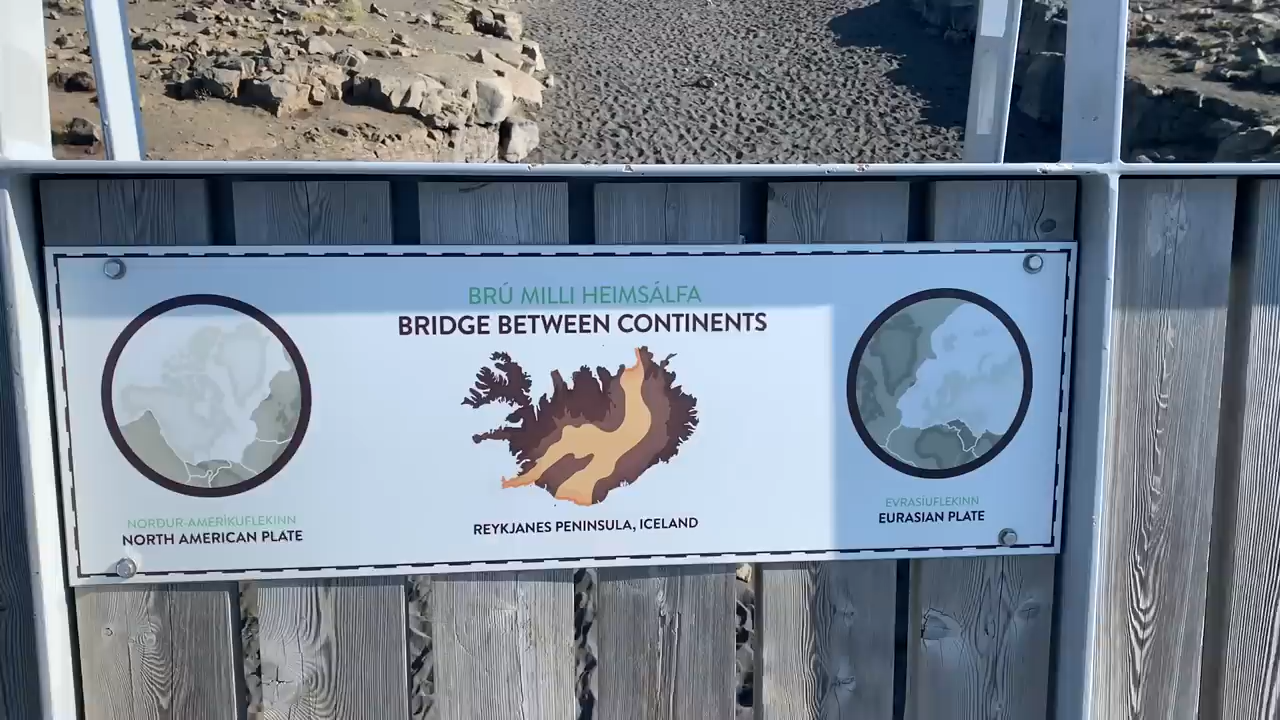 BRÚ MILLI HEIMSÁLFA
BRIDGE BETWEEN CONTINENTS
NORÐUR-AMERÍKUFLEKINN
NORTH AMERICAN PLATE
REYKJANES PENINSULA, ICELAND
EVRASÍUFLEKINN
EURASIAN PLATE